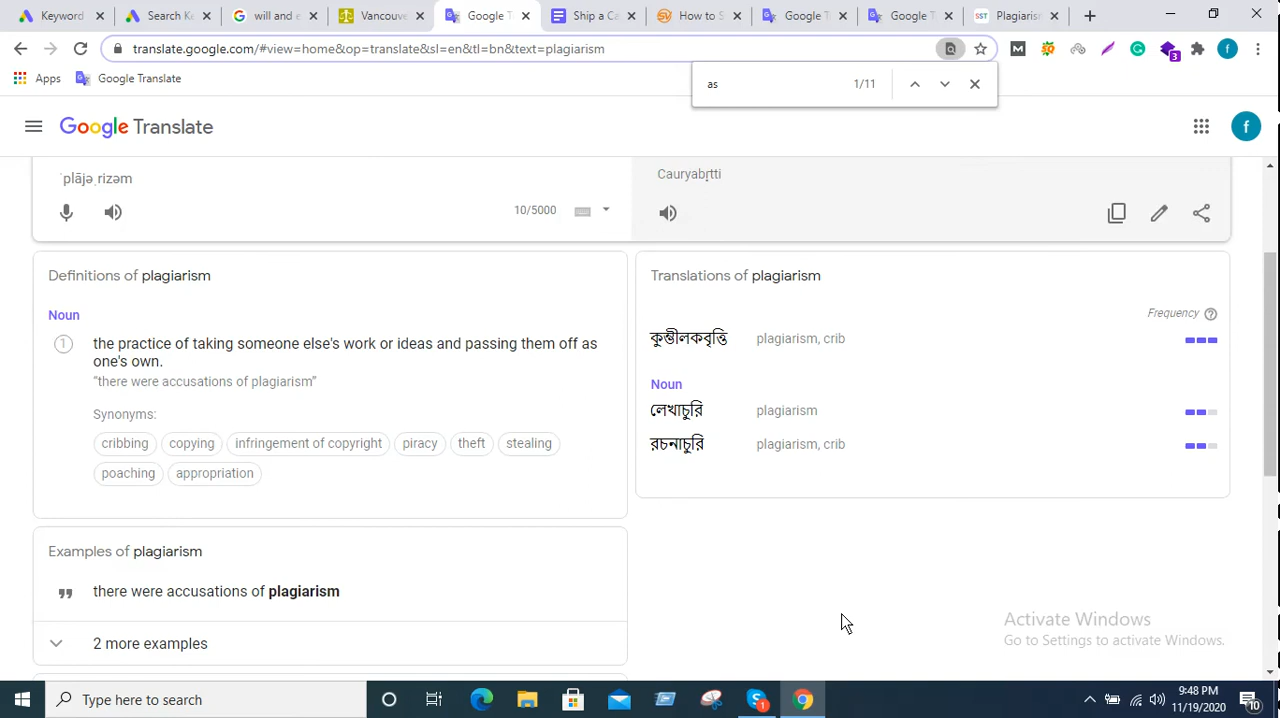 Keyword
Search Ke
will and e
Vancouve
Google T
Ship a Ca
How to s
Google T
Google T
Plagiarism
translate.google.com/#view=home&op=translate&sl=en&tl=bn&text=plagiarism
3
f
Apps
Google Translate
as
1/11
Google Translate
f
ˈplājəˌrizəm
10/5000
Cauryabr̥tti
Definitions of plagiarism
Noun
1
the practice of taking someone else's work or ideas and passing them off as
one's own.
"there were accusations of plagiarism"
Synonyms:
cribbing
copying
infringement of copyright
piracy
theft
stealing
poaching
appropriation
Translations of plagiarism
Frequency
কুম্ভীলকবৃত্তি
plagiarism, crib
Noun
লেখাচুরি
plagiarism
রচনাচুরি
plagiarism, crib
Examples of plagiarism
there were accusations of plagiarism
2 more examples
Activate Windows
Go to Settings to activate Windows.
Type here to search
1
9:48 PM
11/19/2020
10